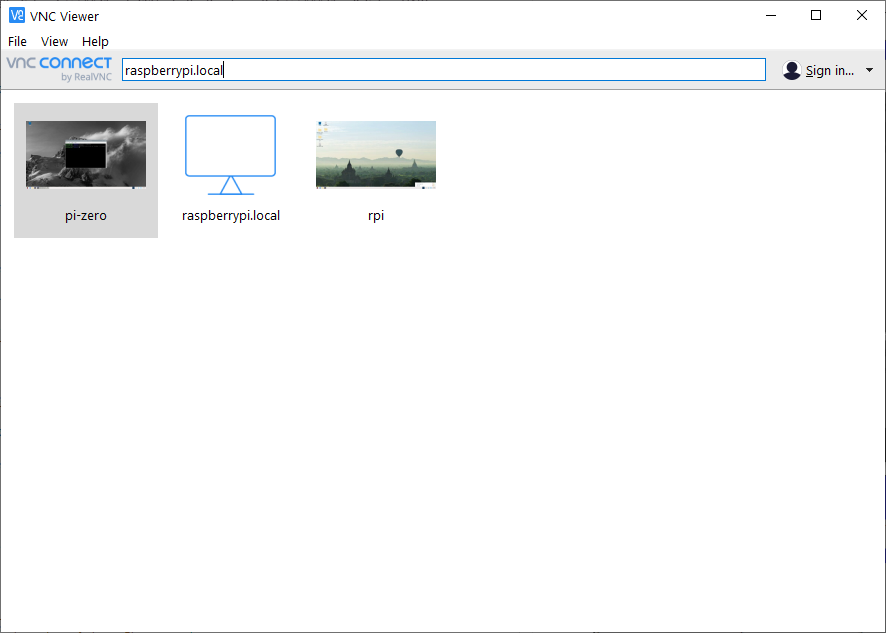 VNC Viewer
File View Help
vnc connect
by RealVNC
raspberrypi.local
Sign in...
pi-zero
raspberrypi.local
rpi